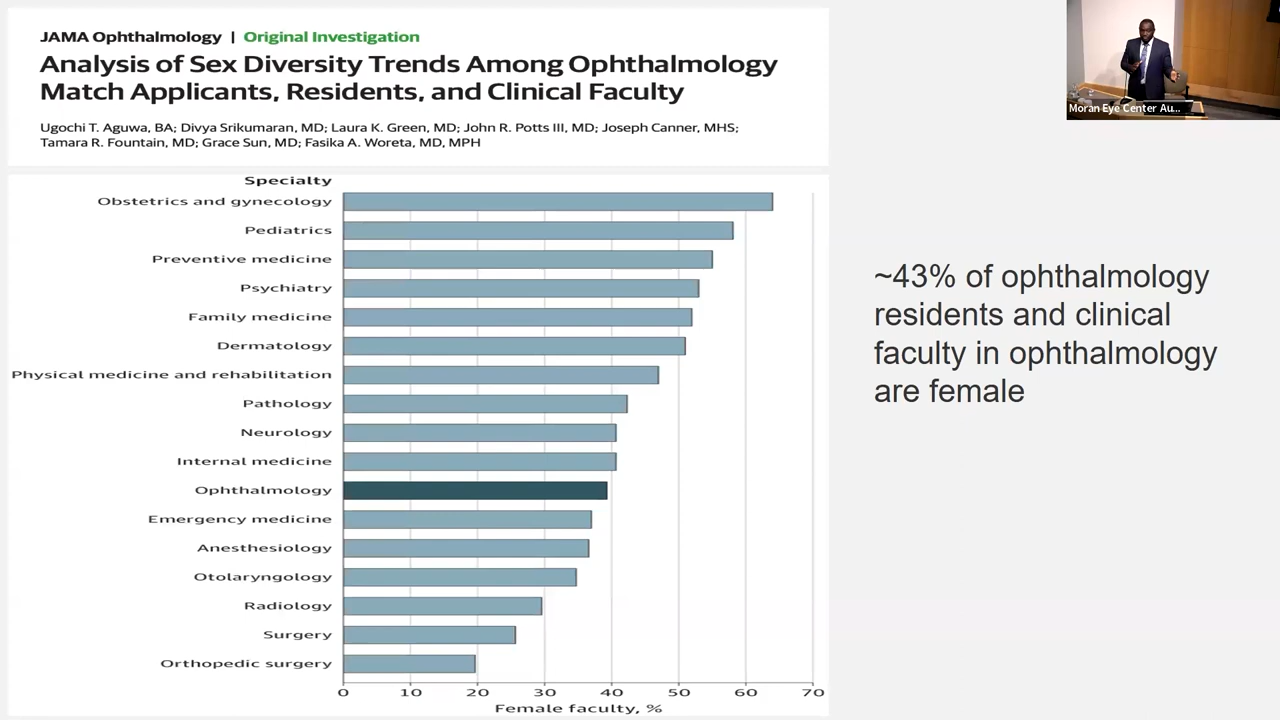 JAMA Ophthalmology | Original Investigation
Analysis of Sex Diversity Trends Among Ophthalmology
Match Applicants, Residents, and Clinical Faculty
Ugochi T. Aguwa, BA; Divya Srikumaran, MD; Laura K. Green, MD; John R. Potts III, MD; Joseph Canner, MHS;
Tamara R. Fountain, MD; Grace Sun, MD; Fasika A. Woreta, MD, MPH
Specialty
Obstetrics and gynecology
Pediatrics
Preventive medicine
Psychiatry
Family medicine
Dermatology
Physical medicine and rehabilitation
Pathology
Neurology
Internal medicine
Ophthalmology
Emergency medicine
Anesthesiology
Otolaryngology
Radiology
Surgery
Orthopedic surgery
0 10 20 30 40 50 60 70
Female faculty, %
~43% of ophthalmology
residents and clinical
faculty in ophthalmology
are female
Moran Eye Center Au...